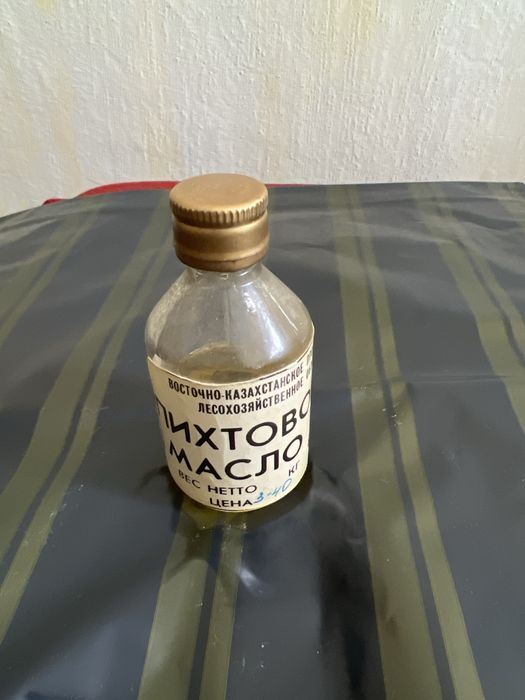 ВОСТОЧНО-КАЗАХСТАНСКОЕ
ЛЕСОХОЗЯЙСТВЕННОЕ
ПИХТОВО
МАСЛО
ВЕС НЕТТО КГ
ЦЕНА 3-40